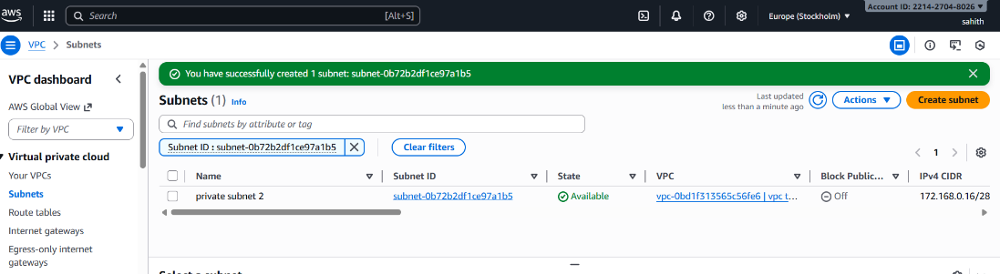 aws
Search [Alt+S]
Europe (Stockholm)
Account ID: 2214-2704-8026
sahith
VPC > Subnets
VPC dashboard
AWS Global View
Filter by VPC
Virtual private cloud
Your VPCs
Subnets
Route tables
Internet gateways
Egress-only internet
gateways
You have successfully created 1 subnet: subnet-0b72b2df1ce97a1b5
Subnets (1) Info
Last updated
less than a minute ago
Actions
Create subnet
Find subnets by attribute or tag
Subnet ID : subnet-0b72b2df1ce97a1b5
Clear filters
1
Name Subnet ID State VPC Block Public... IPv4 CIDR
private subnet 2 subnet-0b72b2df1ce97a1b5 Available vpc-0bd1f313565c56fe6 | vpc t... Off 172.168.0.16/28
Select a subnet